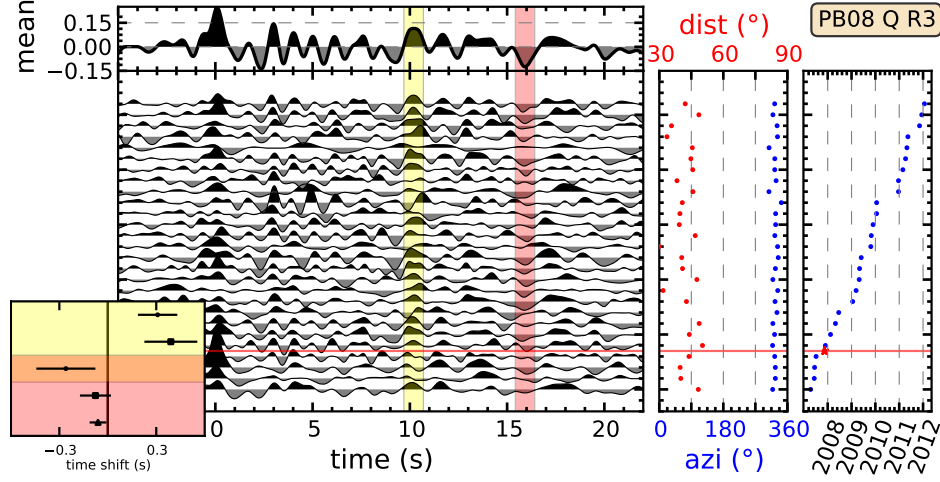 mean
0.15
0.00
−0.15
dist (°)
30 60 90
PB08 Q R3
−0.3 0.3
time shift (s)
0 5 10 15 20
time (s)
0 180 360
azi (°)
2008 2009 2010 2011 2012